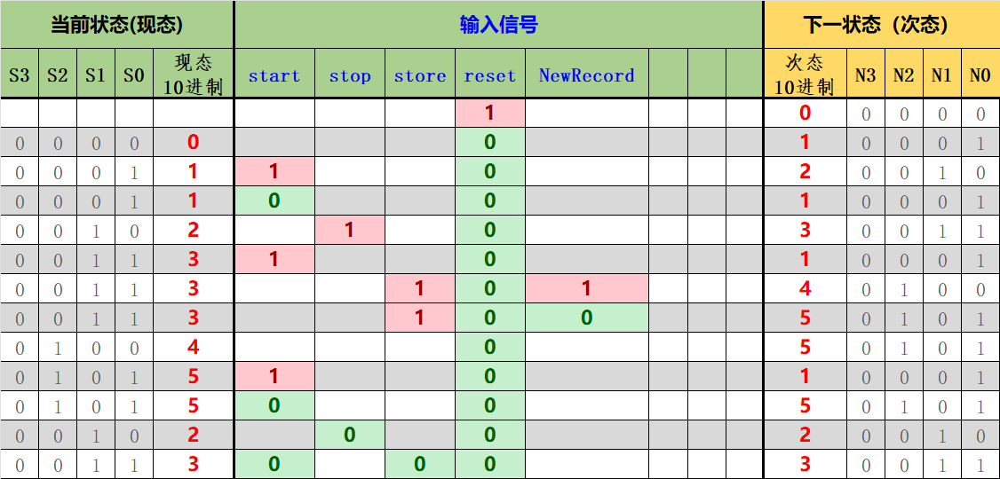 当前状态(现态) 输入信号 下一状态（次态）
S3 S2 S1 S0 现态 10进制 start stop store reset NewRecord 次态 10进制 N3 N2 N1 N0
1 0 0 0 0 0
0 0 0 0 0 0 1 0 0 0 1
0 0 0 1 1 1 0 2 0 0 1 0
0 0 0 1 1 0 0 1 0 0 0 1
0 0 1 0 2 1 0 3 0 0 1 1
0 0 1 1 3 1 0 1 0 0 0 1
0 0 1 1 3 1 0 1 4 0 1 0 0
0 0 1 1 3 1 0 0 5 0 1 0 1
0 1 0 0 4 0 5 0 1 0 1
0 1 0 1 5 1 0 1 0 0 0 1
0 1 0 1 5 0 0 5 0 1 0 1
0 0 1 0 2 0 0 2 0 0 1 0
0 0 1 1 3 0 0 0 3 0 0 1 1